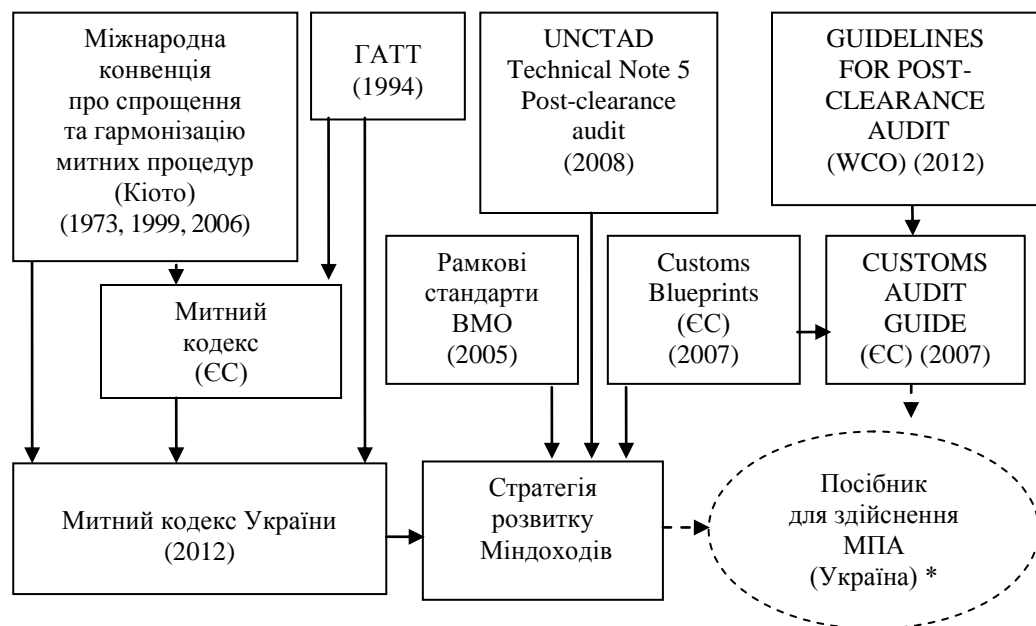 Міжнародна
конвенція
про спрощення
та гармонізацію
митних процедур
(Кіото)
(1973, 1999, 2006)
ГАТТ
(1994)
UNCTAD
Technical Note 5
Post-clearance
audit
(2008)
GUIDELINES
FOR POST-
CLEARANCE
AUDIT
(WCO) (2012)
Митний
кодекс
(ЄС)
Рамкові
стандарти
ВМО
(2005)
Customs
Blueprints
(ЄС)
(2007)
CUSTOMS
AUDIT
GUIDE
(ЄС) (2007)
Митний кодекс України
(2012)
Стратегія
розвитку
Міндоходів
Посібник
для здійснення
МПА
(Україна) *